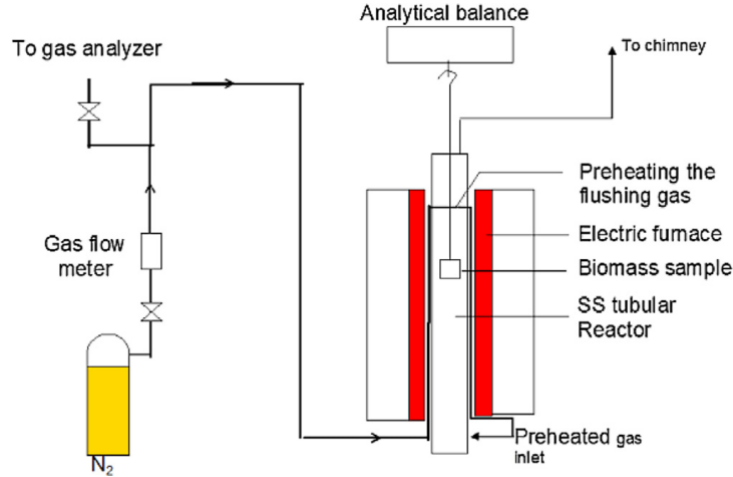 Analytical balance
To gas analyzer
To chimney
Preheating the
flushing gas
Gas flow
meter
Electric furnace
Biomass sample
SS tubular
Reactor
Preheated gas
inlet
N₂